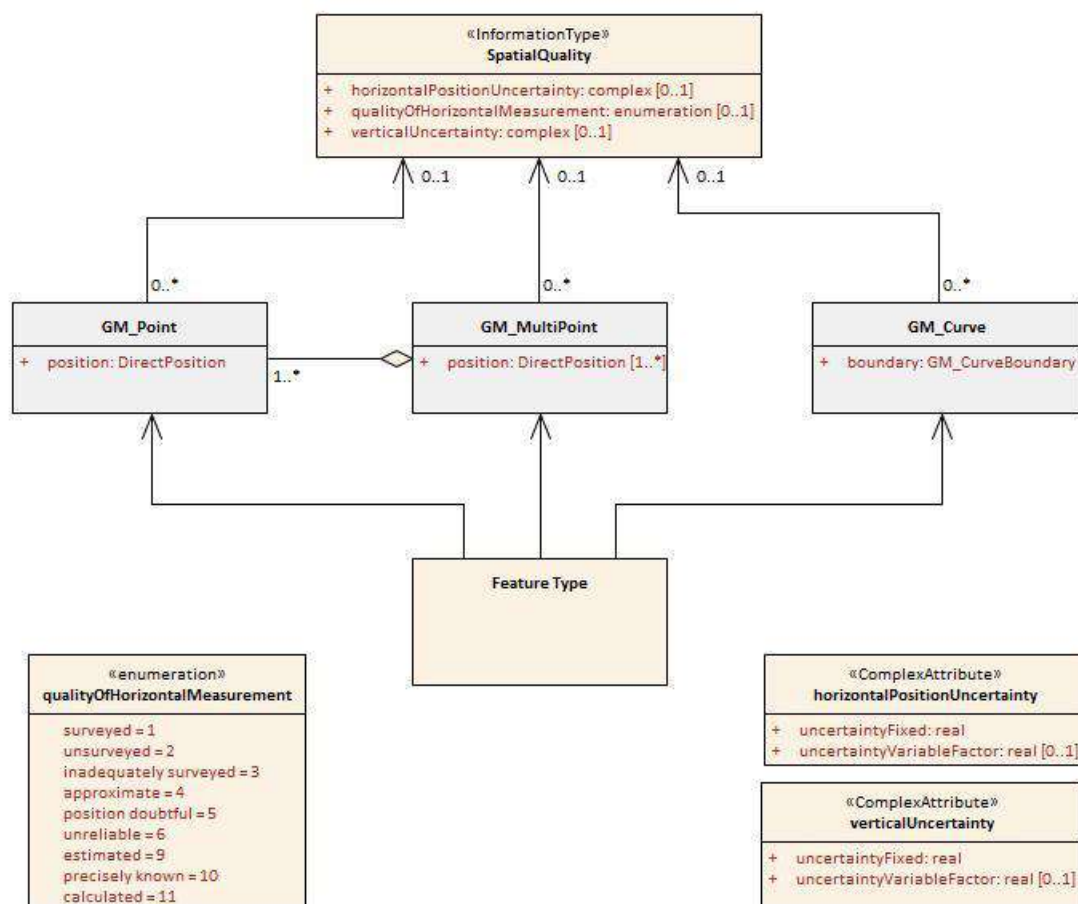 «InformationType»
SpatialQuality
+ horizontalPositionUncertainty: complex [0..1]
+ qualityOfHorizontalMeasurement: enumeration [0..1]
+ verticalUncertainty: complex [0..1]
0..1
0..1
0..1
0..*
0..*
0..*
GM_Point
+ position: DirectPosition
1..*
GM_MultiPoint
+ position: DirectPosition [1..*]
GM_Curve
+ boundary: GM_CurveBoundary
Feature Type
«enumeration»
qualityOfHorizontalMeasurement
surveyed = 1
unsurveyed = 2
inadequately surveyed = 3
approximate = 4
position doubtful = 5
unreliable = 6
estimated = 9
precisely known = 10
calculated = 11
«ComplexAttribute»
horizontalPositionUncertainty
+ uncertaintyFixed: real
+ uncertaintyVariableFactor: real [0..1]
«ComplexAttribute»
verticalUncertainty
+ uncertaintyFixed: real
+ uncertaintyVariableFactor: real [0..1]